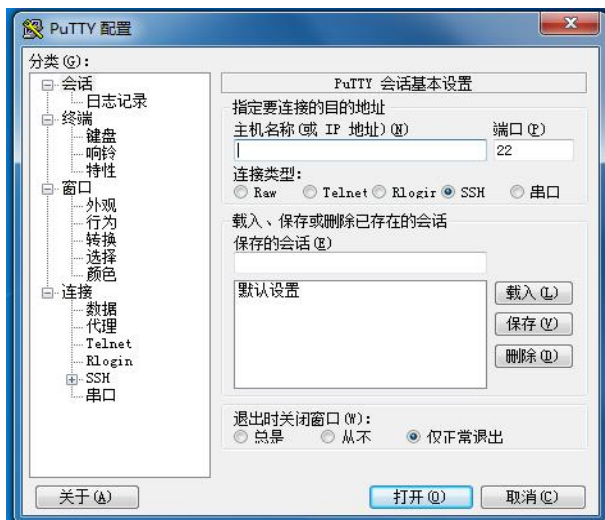 PuTTY 配置
分类(G):
会话
日志记录
终端
键盘
响铃
特性
窗口
外观
行为
转换
选择
颜色
连接
数据
代理
Telnet
Rlogin
SSH
串口
PuTTY 会话基本设置
指定要连接的目的地址
主机名称(或 IP 地址)(N) 端口(P)
22
连接类型:
Raw Telnet Rlogir SSH 串口
载入、保存或删除已存在的会话
保存的会话(E)
默认设置
载入(L)
保存(V)
删除(D)
退出时关闭窗口(W):
总是 从不 仅正常退出
关于(A) 打开(O) 取消(C)